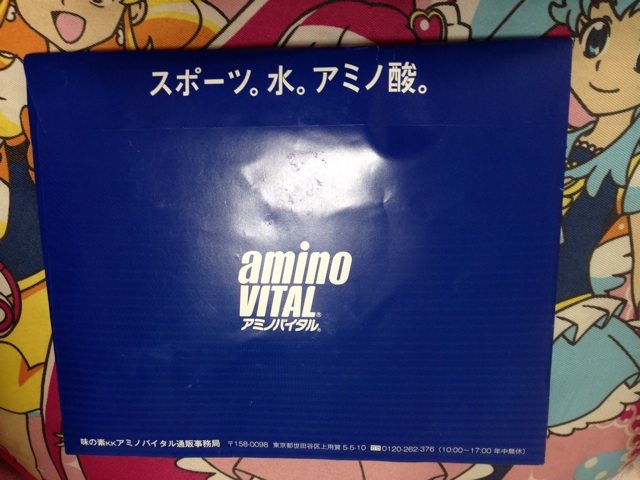 スポーツ。水。アミノ酸。
amino
VITAL®
アミノバイタル®
味の素KKアミノバイタル通販事務局 〒158-0098 東京都世田谷区上用賀5-5-10 0120-262-376（10:00～17:00 年中無休）